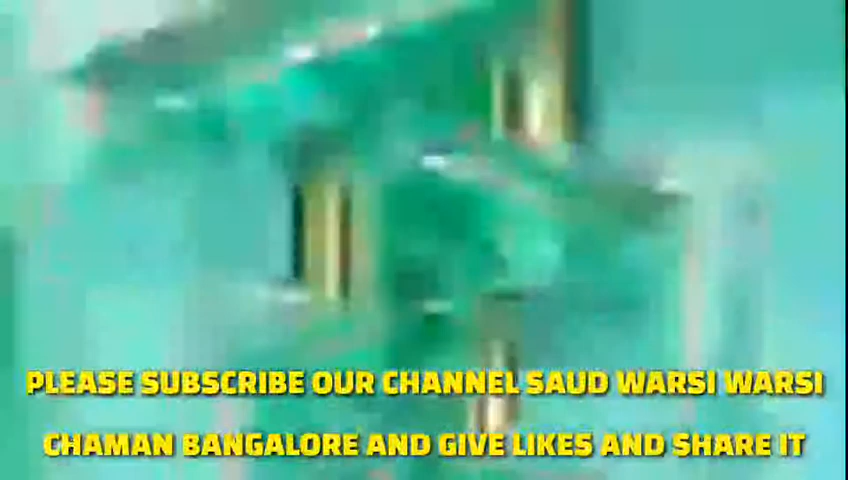 PLEASE SUBSCRIBE OUR CHANNEL SAUD WARSI WARSI
CHAMAN BANGALORE AND GIVE LIKES AND SHARE IT